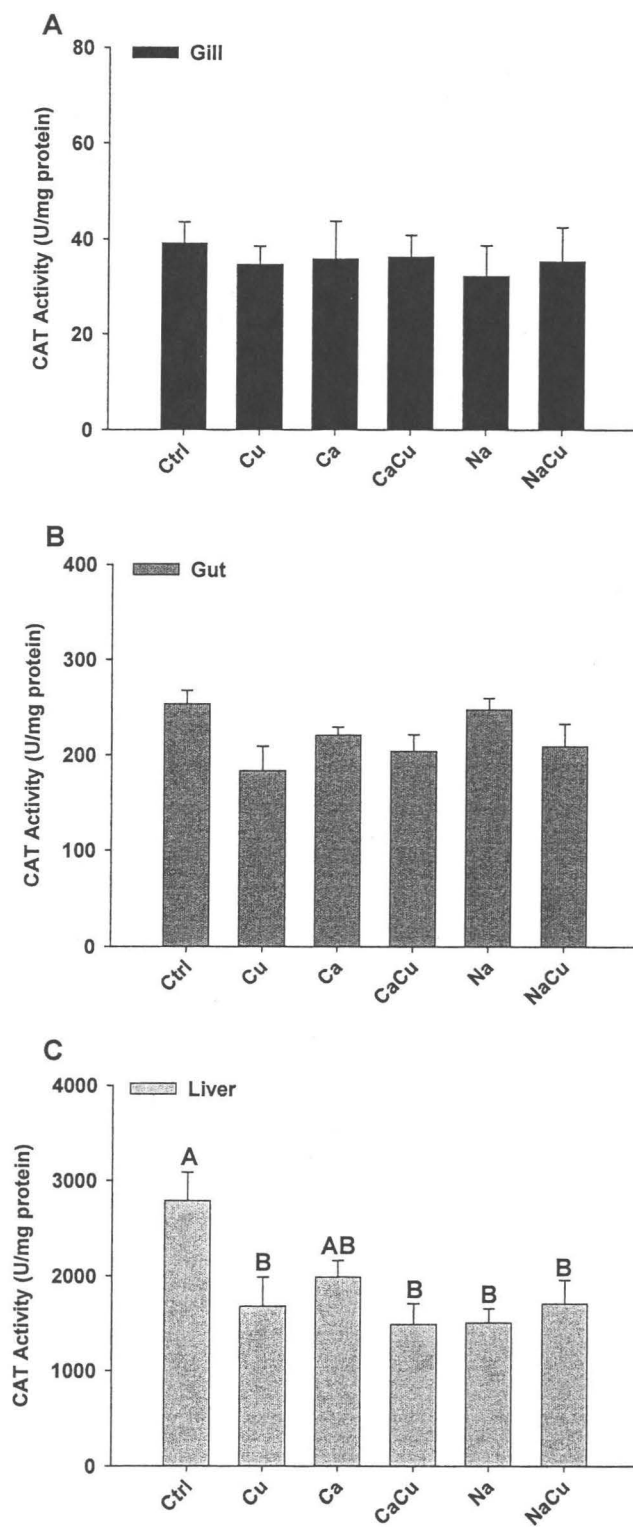 A
Gill
80
60
40
20
0
CAT Activity (U/mg protein)
Ctrl Cu Ca CaCu Na NaCu
B
Gut
400
300
200
100
0
CAT Activity (U/mg protein)
Ctrl Cu Ca CaCu Na NaCu
C
Liver
4000
3000
2000
1000
0
CAT Activity (U/mg protein)
A B AB B B B
Ctrl Cu Ca CaCu Na NaCu